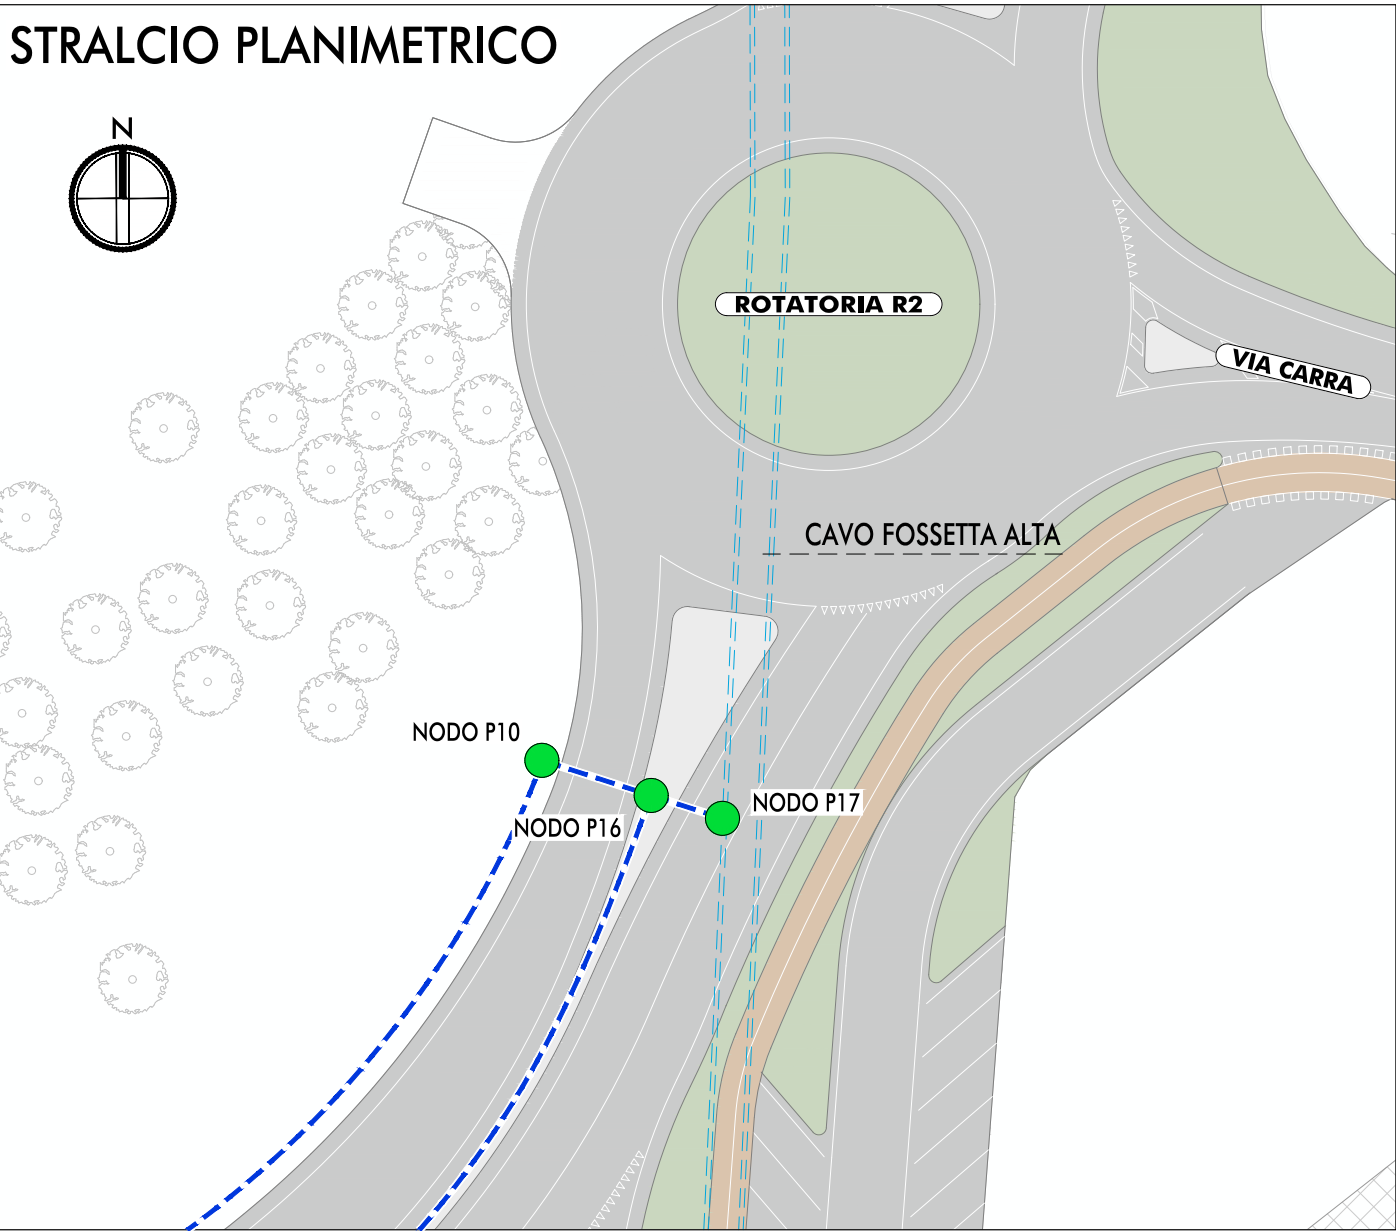 STRALCIO PLANIMETRICO
N
ROTATORIA R2
VIA CARRA
CAVO FOSSETTA ALTA
NODO P10
NODO P17
NODO P16